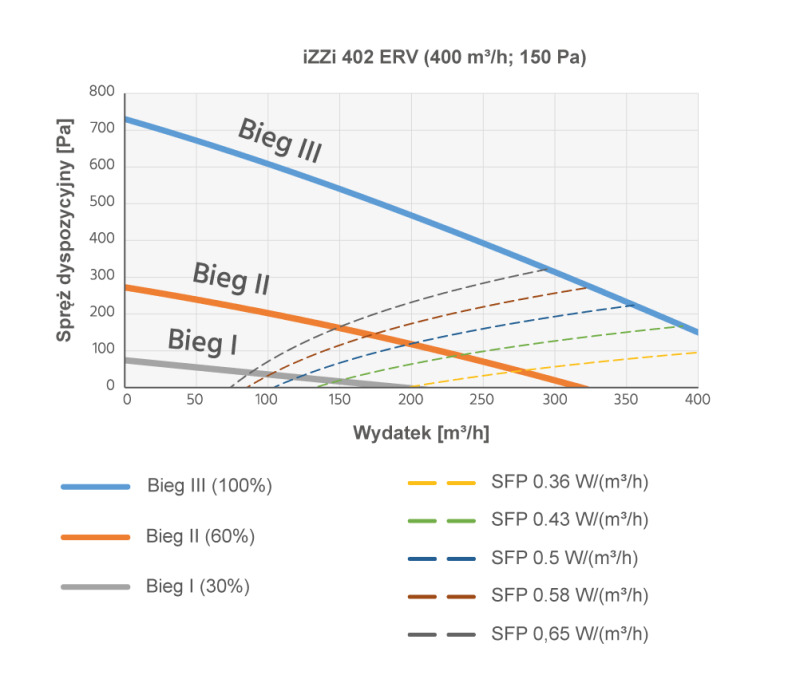 iZZi 402 ERV (400 m³/h; 150 Pa)
Spręż dyspozycyjny [Pa]
800
700
600
500
400
300
200
100
0
Bieg III
Bieg II
Bieg I
0 50 100 150 200 250 300 350 400
Wydatek [m³/h]
Bieg III (100%)
Bieg II (60%)
Bieg I (30%)
SFP 0.36 W/(m³/h)
SFP 0.43 W/(m³/h)
SFP 0.5 W/(m³/h)
SFP 0.58 W/(m³/h)
SFP 0,65 W/(m³/h)